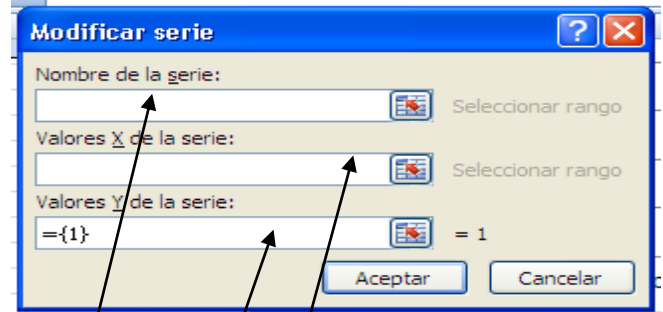 Modificar serie
Nombre de la serie:
Seleccionar rango
Valores X de la serie:
Seleccionar rango
Valores Y de la serie:
={1}
= 1
Aceptar
Cancelar